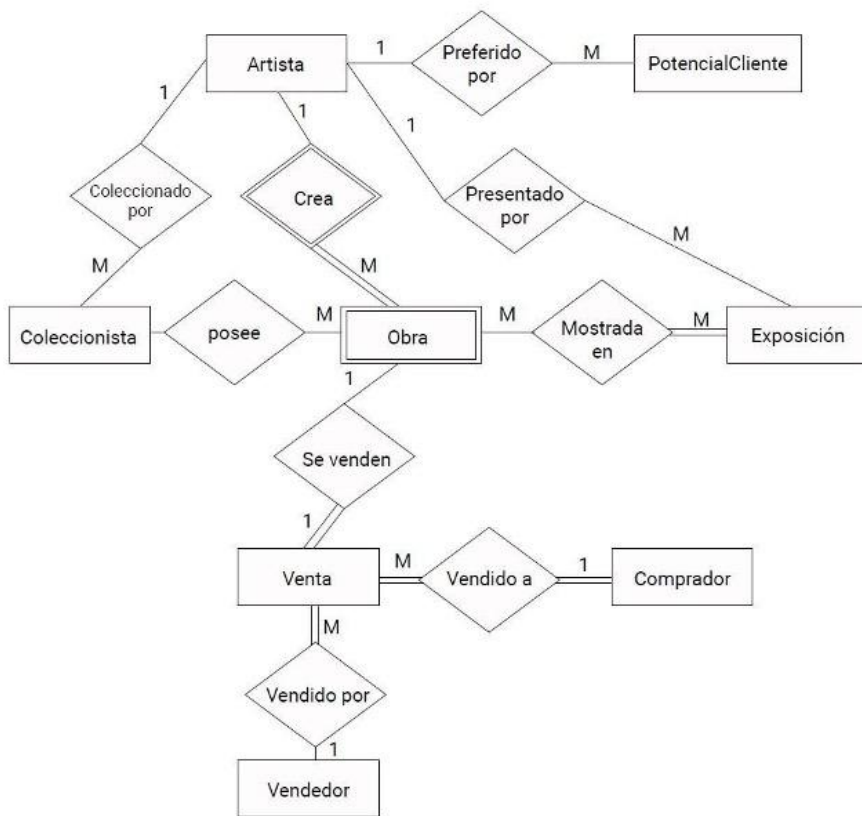 Artista
1
Preferido
por
M
PotencialCliente
1
1
1
Coleccionado
por
Crea
Presentado
por
M
M
M
Coleccionista
posee
M
Obra
M
Mostrada
en
M
Exposición
1
Se venden
1
Venta
M
Vendido a
1
Comprador
M
Vendido por
1
Vendedor